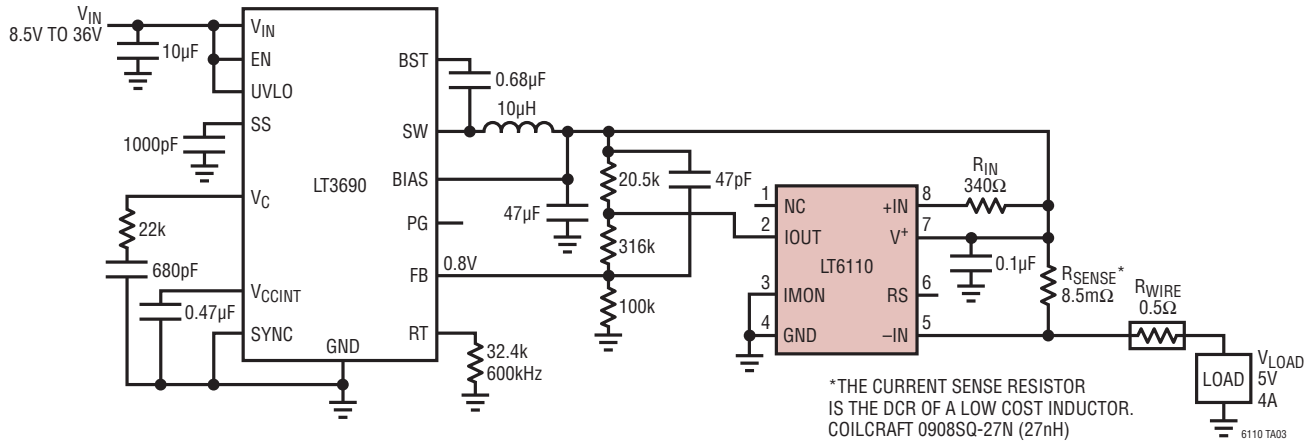 VIN
8.5V TO 36V
10µF
VIN
EN
UVLO
SS
1000pF
VC
22k
680pF
0.47µF
VCCINT
SYNC
GND
LT3690
BST
SW
BIAS
PG
FB
RT
0.68µF
10µH
47µF
0.8V
20.5k
47pF
316k
100k
32.4k
600kHz
1
NC
2
IOUT
3
IMON
4
GND
LT6110
8
+IN
7
V+
6
RS
5
–IN
RIN
340Ω
0.1µF
RSENSE*
8.5mΩ
RWIRE
0.5Ω
LOAD
VLOAD
5V
4A
*THE CURRENT SENSE RESISTOR
IS THE DCR OF A LOW COST INDUCTOR.
COILCRAFT 0908SQ-27N (27nH)
6110 TA03